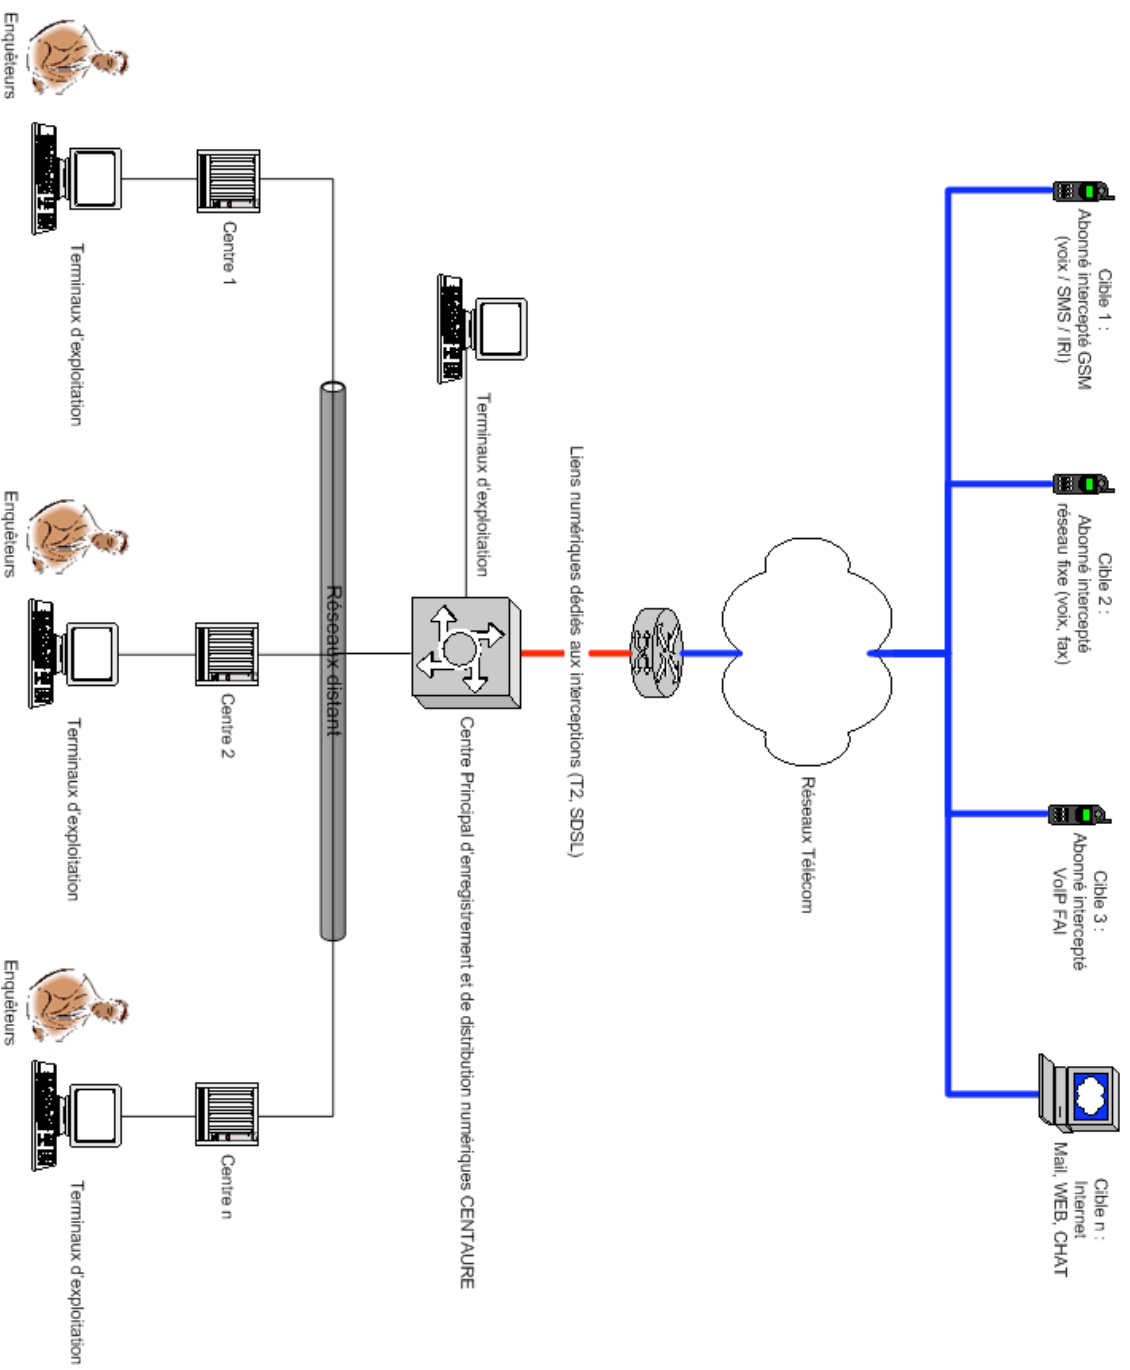 Cible 1 :
Abonné intercepté GSM
(voix / SMS / IRI)
Cible 2 :
Abonné intercepté
réseau fixe (voix, fax)
Cible 3 :
Abonné intercepté
VoIP FAI
Cible n :
Internet
Mail, WEB, CHAT
Réseaux Télécom
Liens numériques dédiés aux interceptions (T2, SDSL)
Terminaux d'exploitation
Centre Principal d'enregistrement et de distribution numériques CENTAURE
Réseaux distant
Centre 1
Centre 2
Centre n
Terminaux d'exploitation
Terminaux d'exploitation
Terminaux d'exploitation
Enquêteurs
Enquêteurs
Enquêteurs